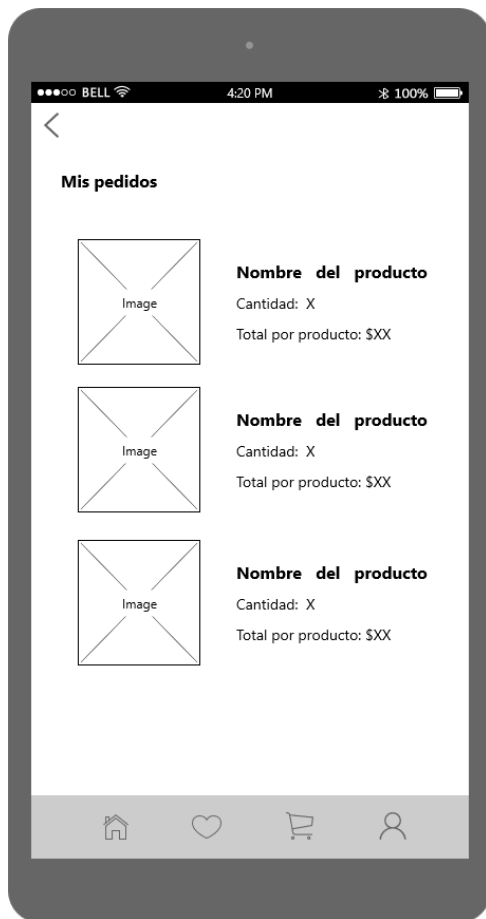 BELL 4:20 PM 100%
Mis pedidos
Image
Nombre del producto
Cantidad: X
Total por producto: $XX
Image
Nombre del producto
Cantidad: X
Total por producto: $XX
Image
Nombre del producto
Cantidad: X
Total por producto: $XX